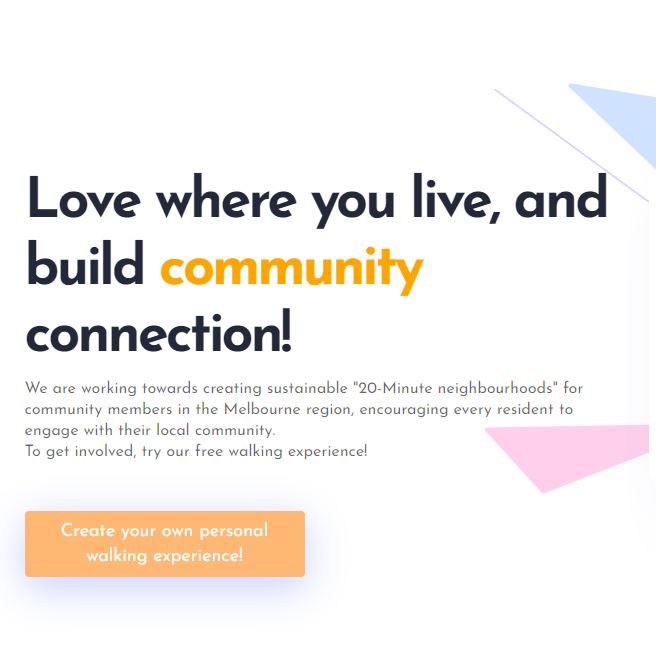 Love where you live, and
build community
connection!
We are working towards creating sustainable "20-Minute neighbourhoods" for
community members in the Melbourne region, encouraging every resident to
engage with their local community.
To get involved, try our free walking experience!
Create your own personal
walking experience!